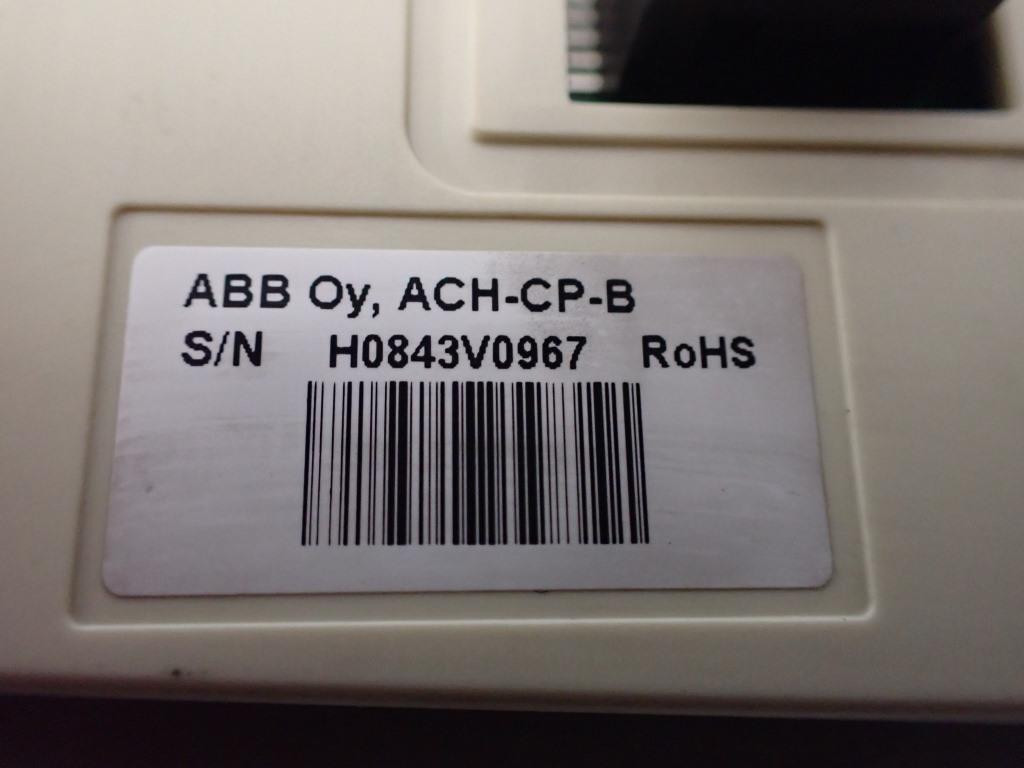 ABB Oy, ACH-CP-B
S/N H0843V0967 RoHS